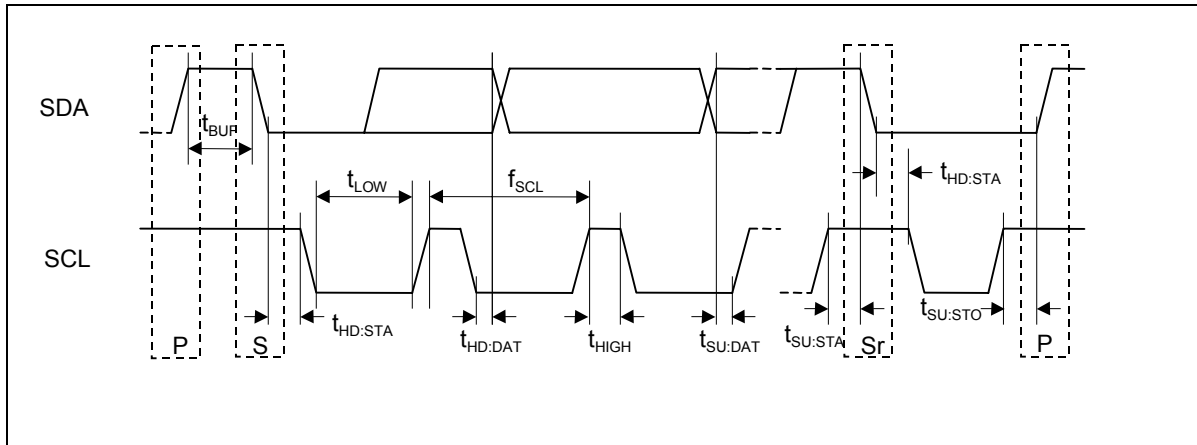 SDA
tBUF
tLOW
fSCL
tHD:STA
SCL
tHD:STA
tHD:DAT
tHIGH
tSU:DAT
tSU:STA
tSU:STO
P
S
Sr
P